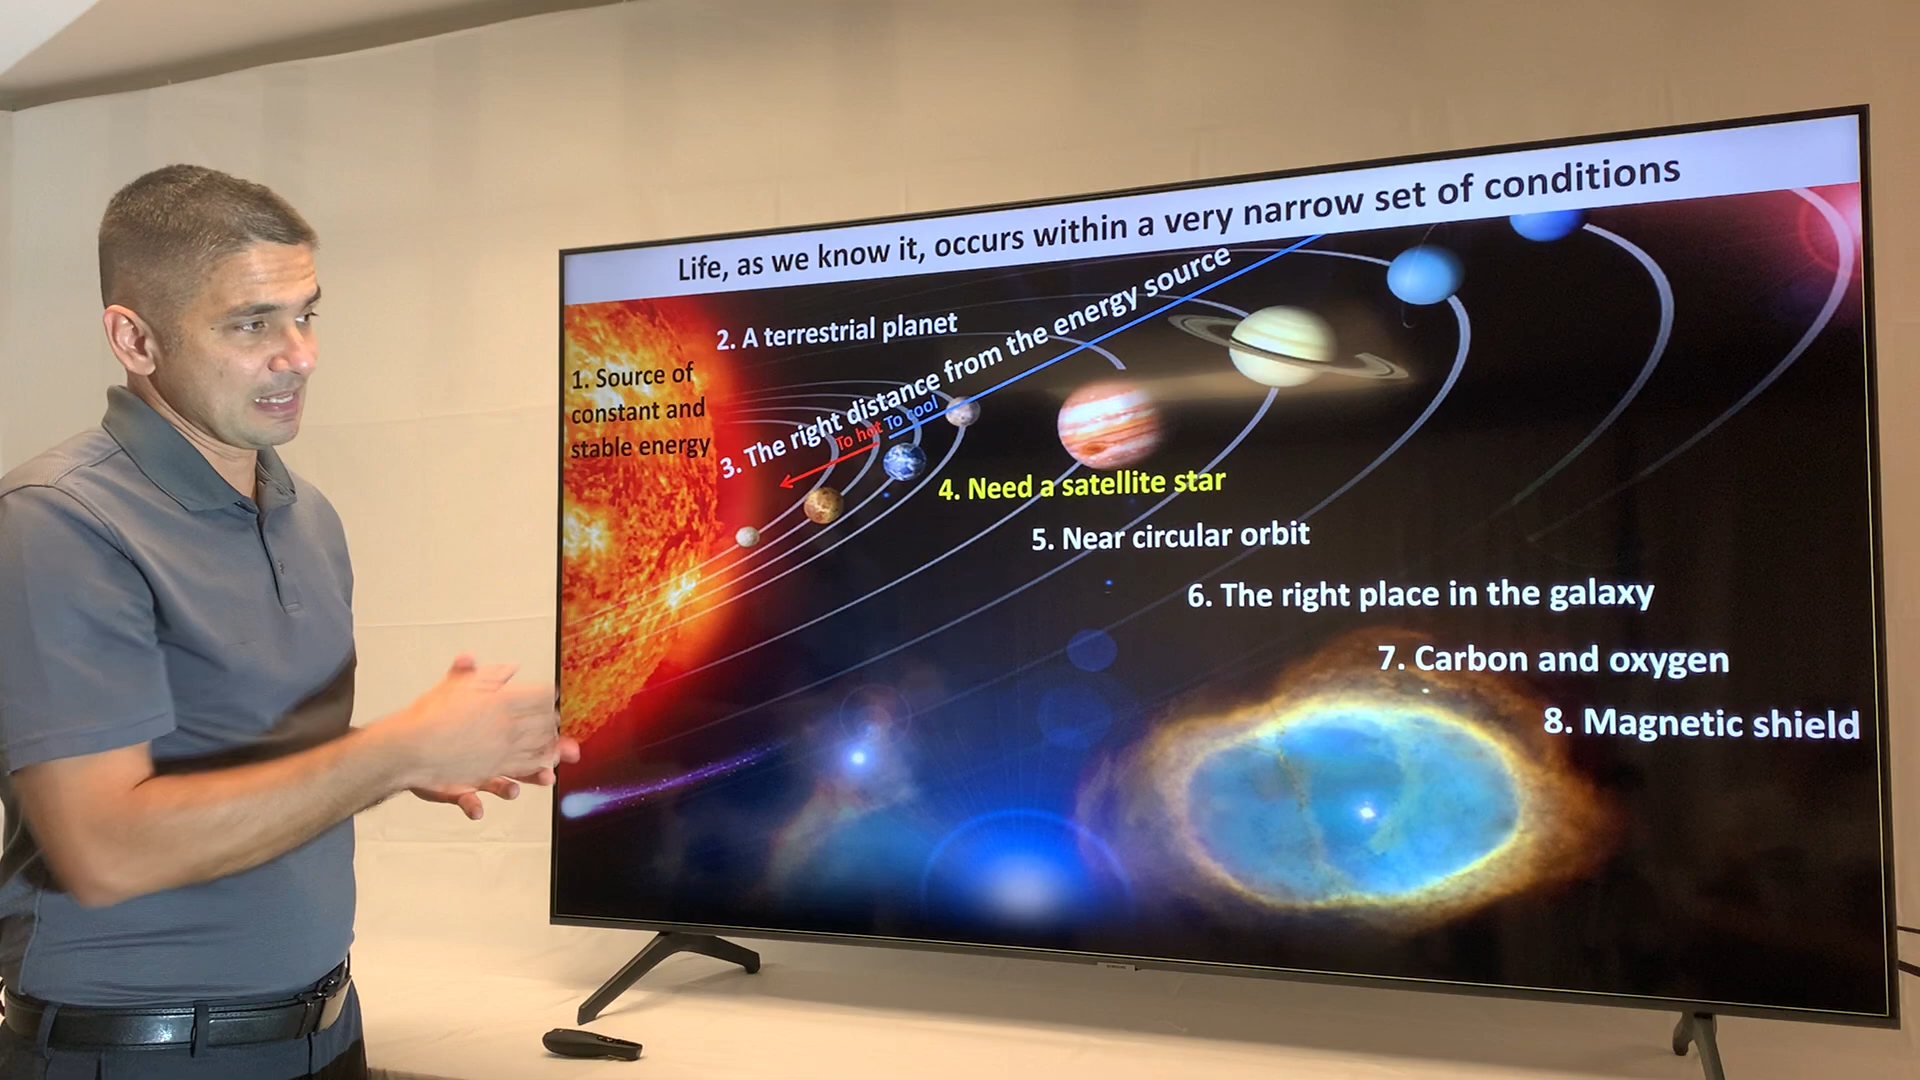 Life, as we know it, occurs within a very narrow set of conditions
1. Source of
constant and
stable energy
2. A terrestrial planet
3. The right distance from the energy source
To hot To cool
4. Need a satellite star
5. Near circular orbit
6. The right place in the galaxy
7. Carbon and oxygen
8. Magnetic shield